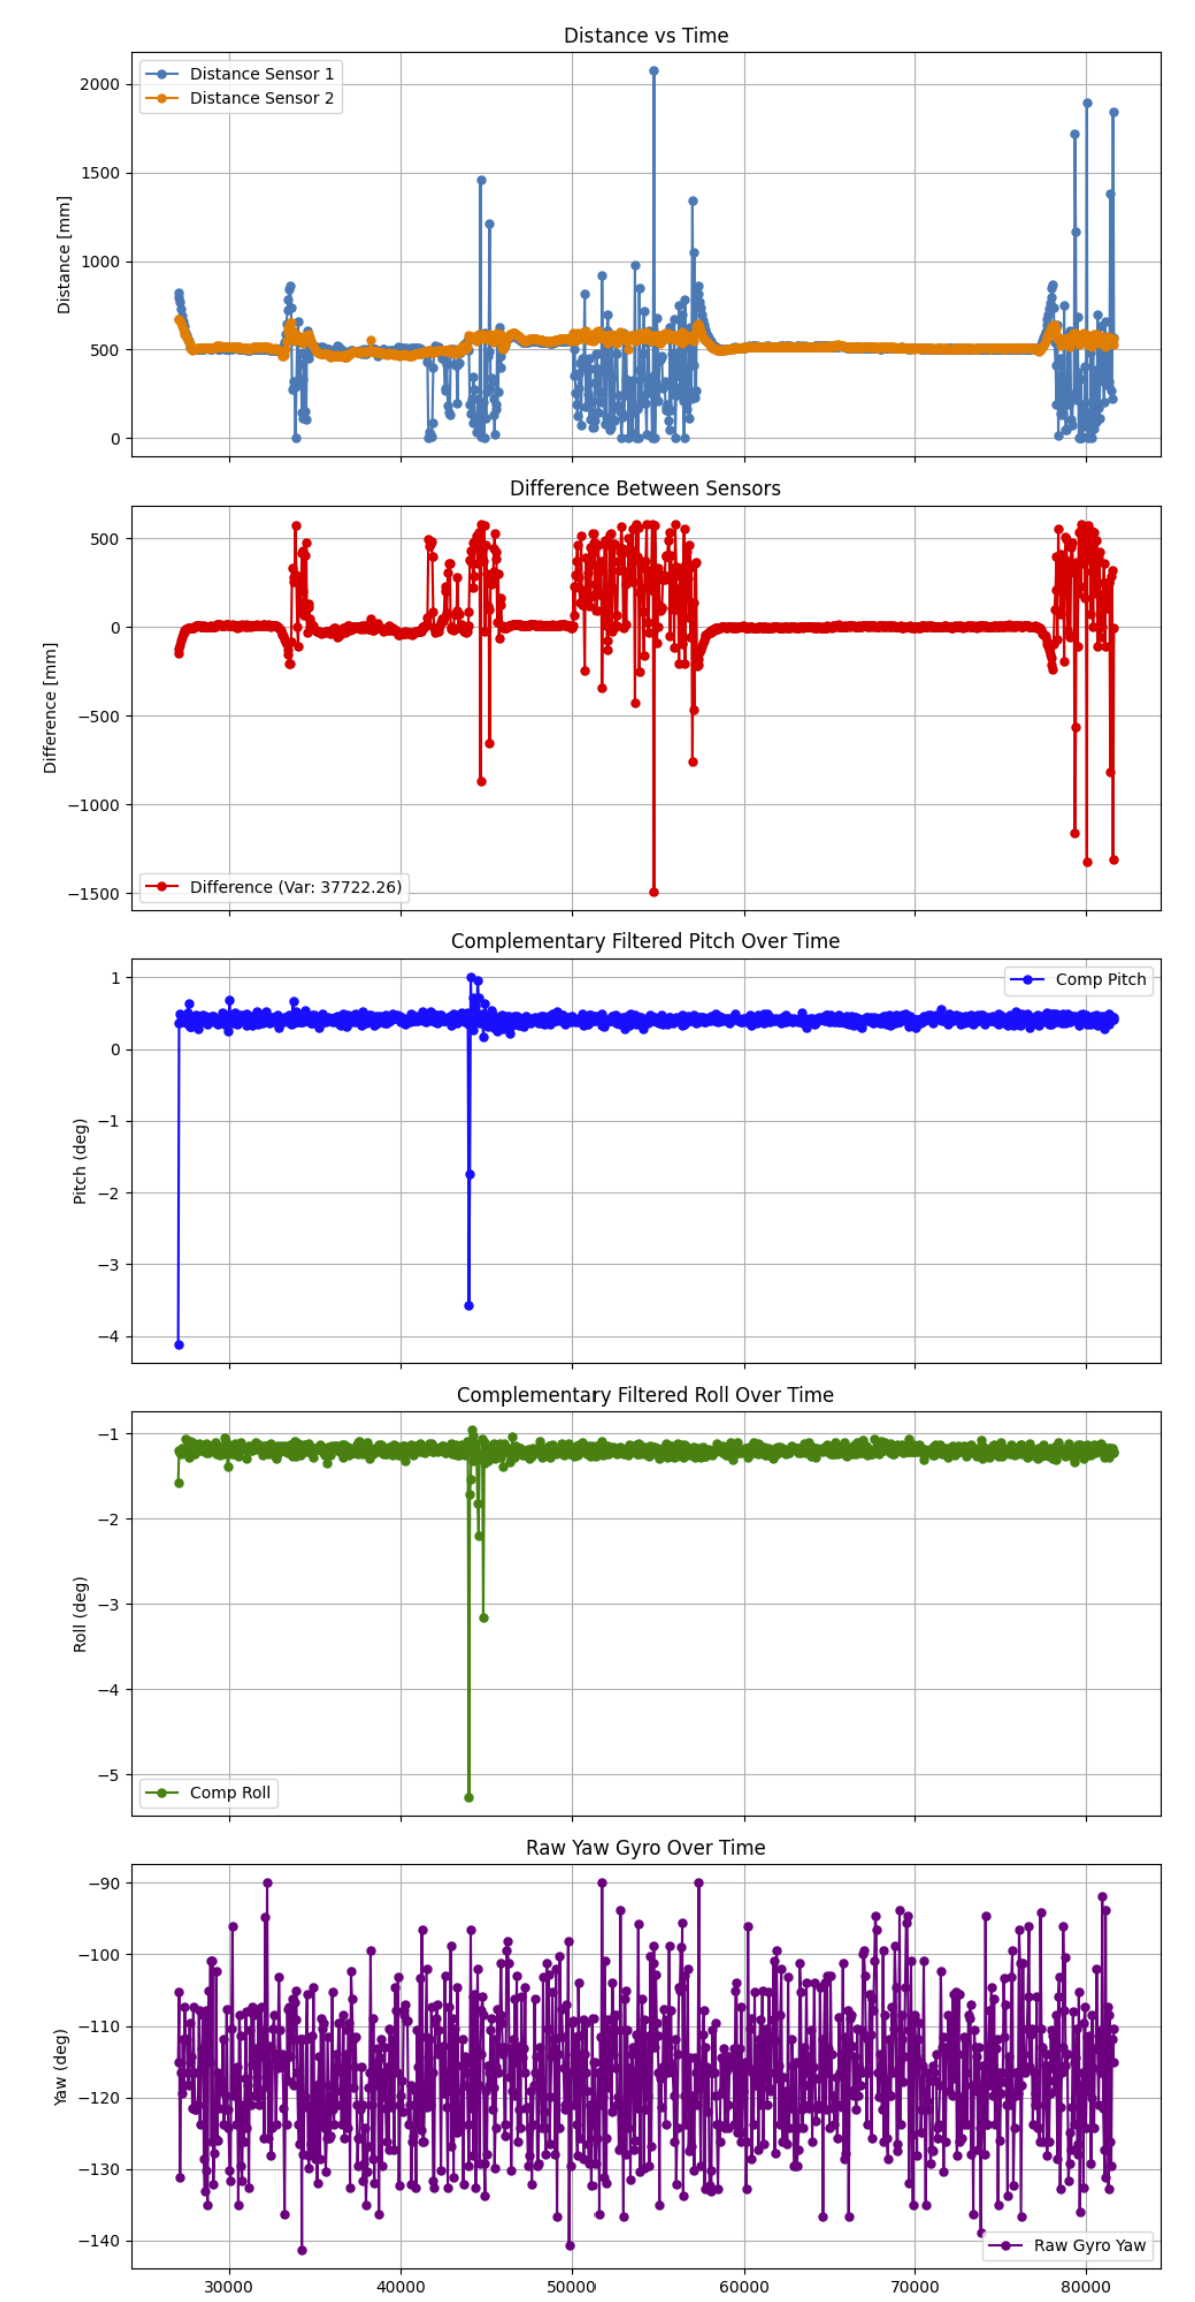 Distance vs Time
Distance Sensor 1
Distance Sensor 2
Distance [mm]
2000
1500
1000
500
0
Difference Between Sensors
Difference [mm]
500
0
−500
−1000
−1500
Difference (Var: 37722.26)
Complementary Filtered Pitch Over Time
Comp Pitch
Pitch (deg)
1
0
−1
−2
−3
−4
Complementary Filtered Roll Over Time
Roll (deg)
−1
−2
−3
−4
−5
Comp Roll
Raw Yaw Gyro Over Time
Yaw (deg)
−90
−100
−110
−120
−130
−140
Raw Gyro Yaw
30000 40000 50000 60000 70000 80000